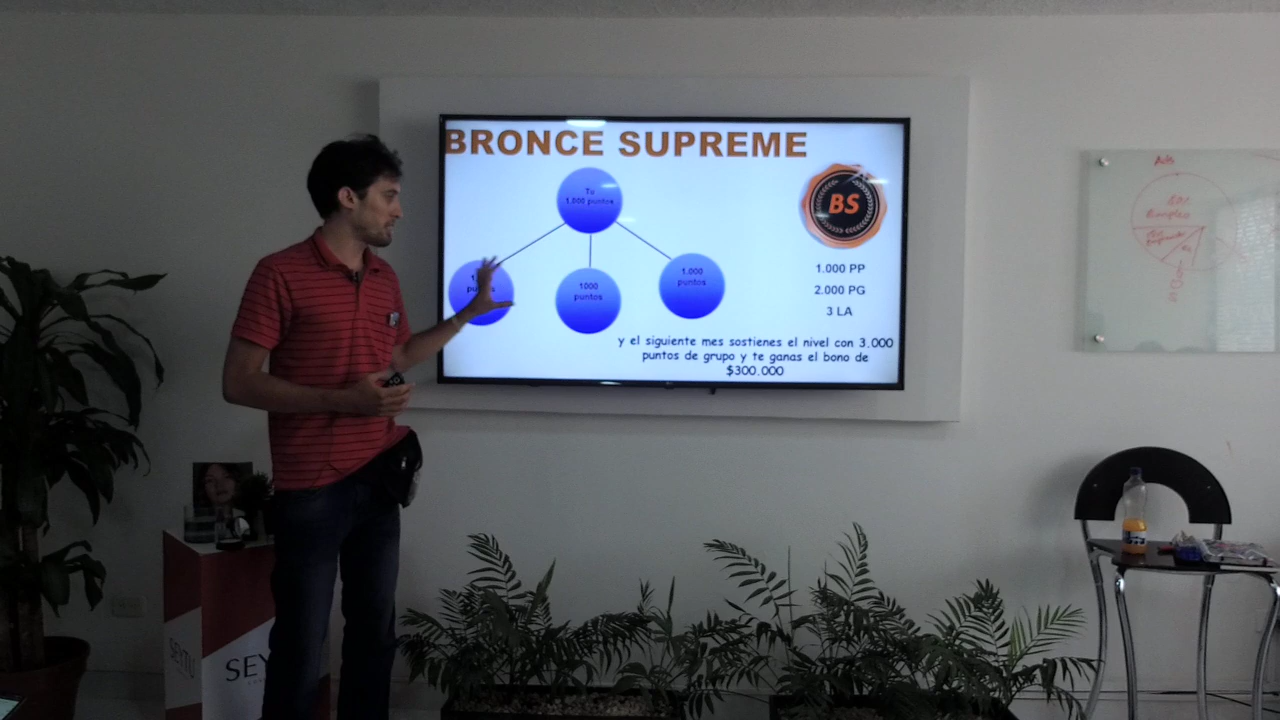 BRONCE SUPREME
Tu
1.000 puntos
1000
puntos
1.000
puntos
BS
1.000 PP
2.000 PG
3 LA
y el siguiente mes sostienes el nivel con 3.000
puntos de grupo y te ganas el bono de
$300.000
SEYTÚ
SEY